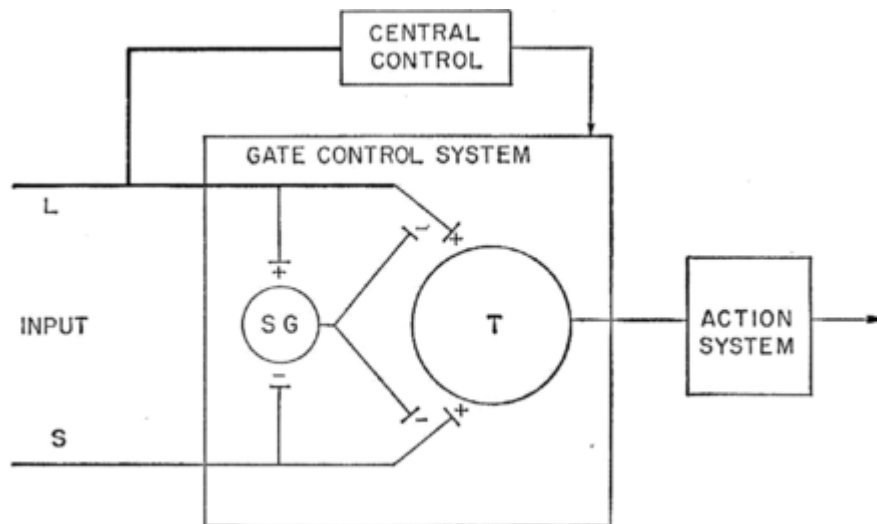 CENTRAL
CONTROL
GATE CONTROL SYSTEM
L
+
+
-
SG
T
INPUT
ACTION
SYSTEM
-
-
+
S